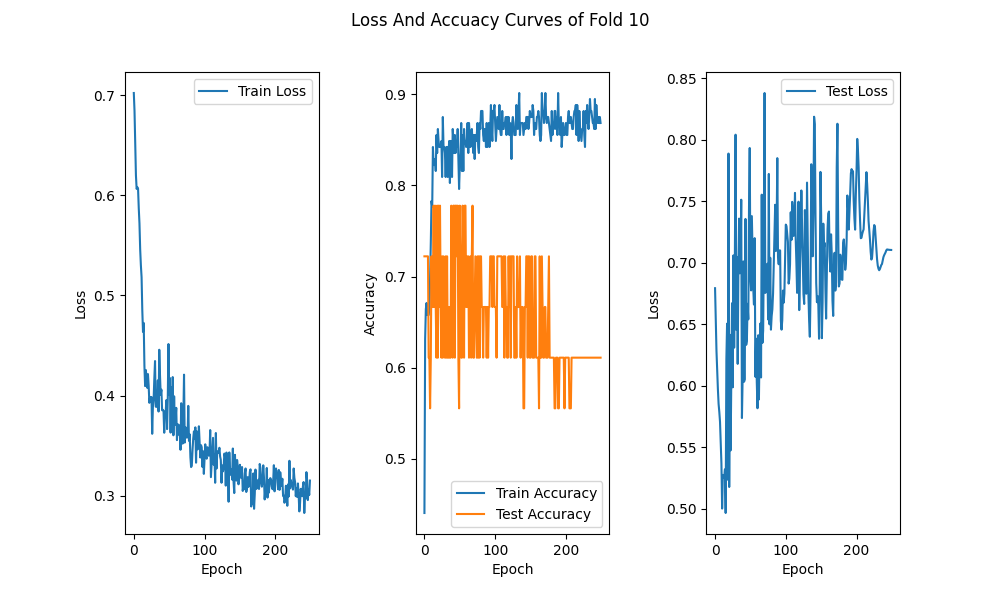 Loss And Accuacy Curves of Fold 10
Train Loss
0.7
0.6
0.5
0.4
0.3
Loss
0 100 200
Epoch
0.9
0.8
0.7
0.6
0.5
Accuracy
Train Accuracy
Test Accuracy
0 100 200
Epoch
Test Loss
0.85
0.80
0.75
0.70
0.65
0.60
0.55
0.50
Loss
0 100 200
Epoch